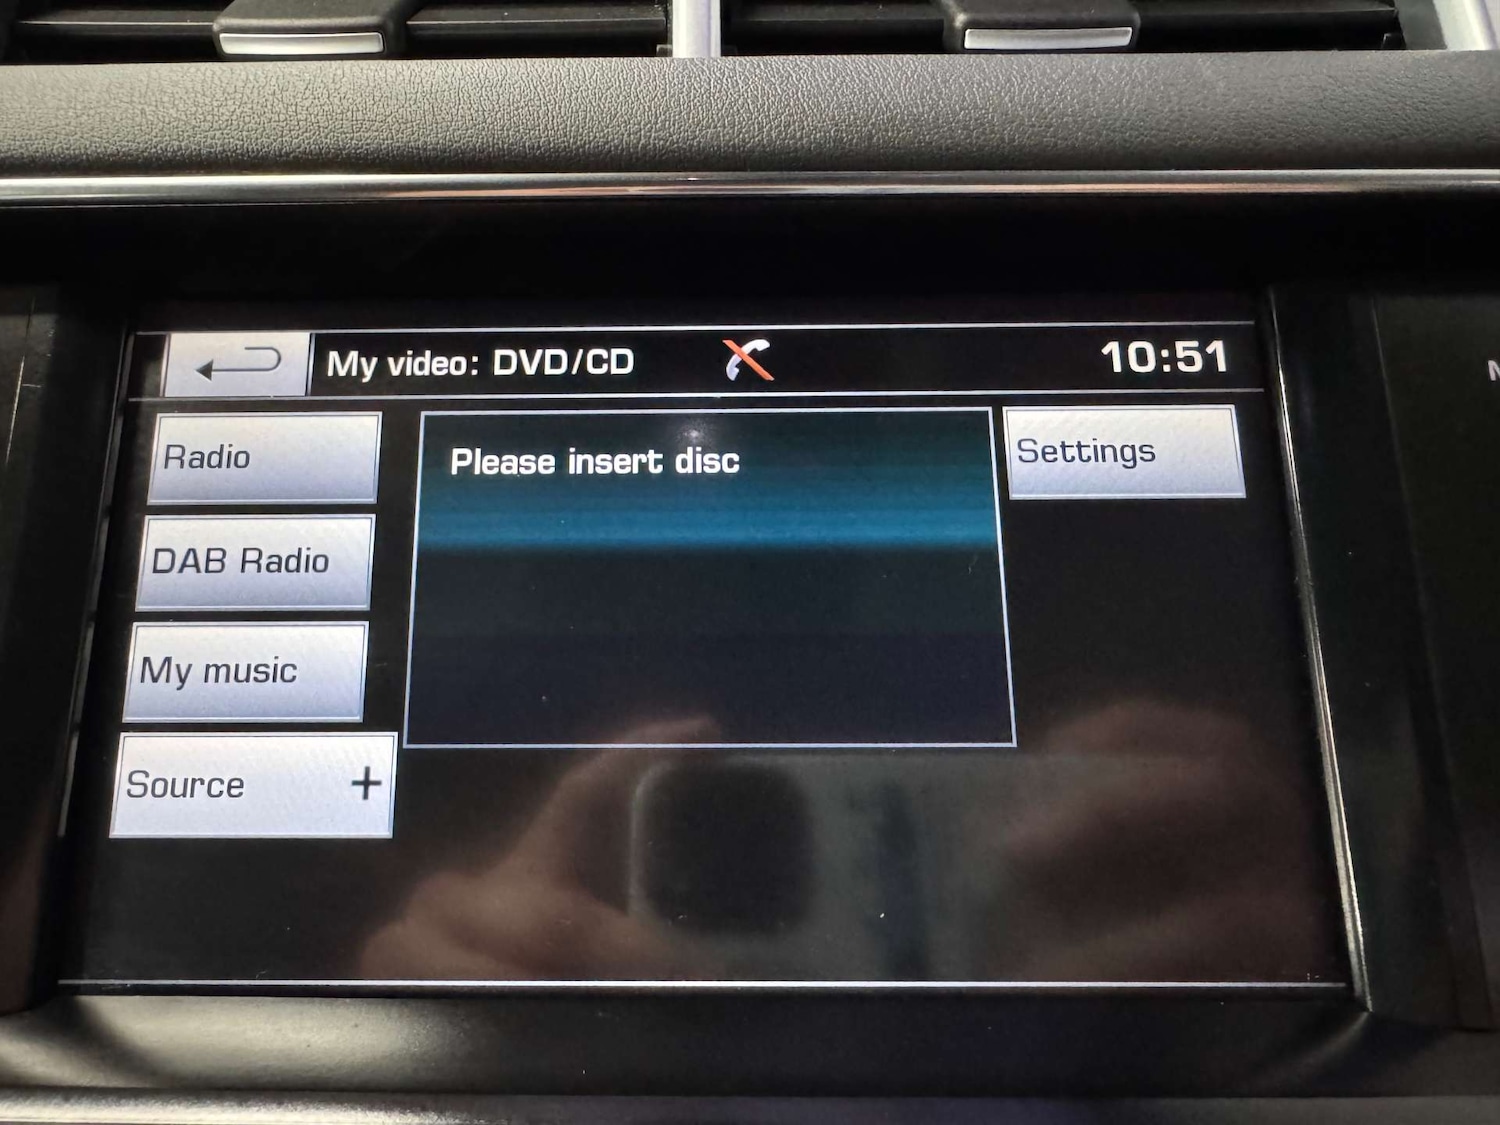 My video: DVD/CD
10:51
Radio
Please insert disc
Settings
DAB Radio
My music
Source +